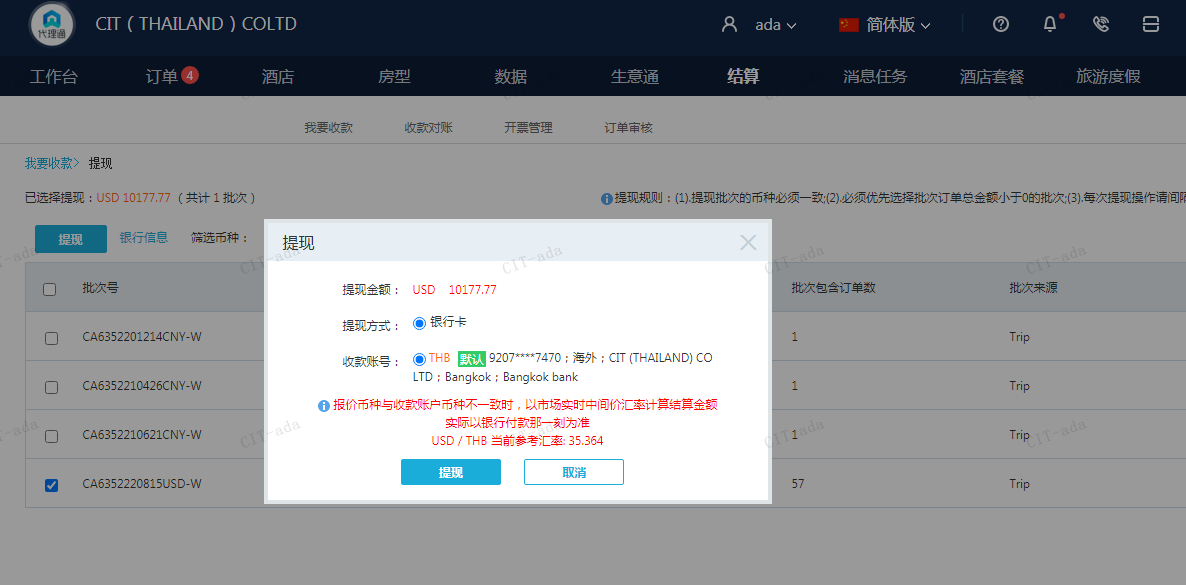 代理通
CIT ( THAILAND ) COLTD
ada
简体版
工作台
订单 4
酒店
房型
数据
生意通
结算
消息任务
酒店套餐
旅游度假
我要收款
收款对账
开票管理
订单审核
我要收款> 提现
已选择提现：USD 10177.77 （ 共计 1 批次 ）
提现规则：(1).提现批次的币种必须一致;(2).必须优先选择批次订单总金额小于0的批次;(3).每次提现操作请间隔
提现
银行信息
筛选币种：
批次号
批次包含订单数
批次来源
CA6352201214CNY-W
1
Trip
CA6352210426CNY-W
1
Trip
CA6352210621CNY-W
1
Trip
CA6352220815USD-W
57
Trip
提现
提现金额： USD 10177.77
提现方式： 银行卡
收款账号： THB 默认 9207****7470；海外；CIT (THAILAND) CO
LTD；Bangkok；Bangkok bank
报价币种与收款账户币种不一致时，以市场实时中间价汇率计算结算金额
实际以银行付款那一刻为准
USD / THB 当前参考汇率: 35.364
提现
取消
CIT-ada
CIT-ada
CIT-ada
CIT-ada
CIT-ada
CIT-ada
CIT-ada